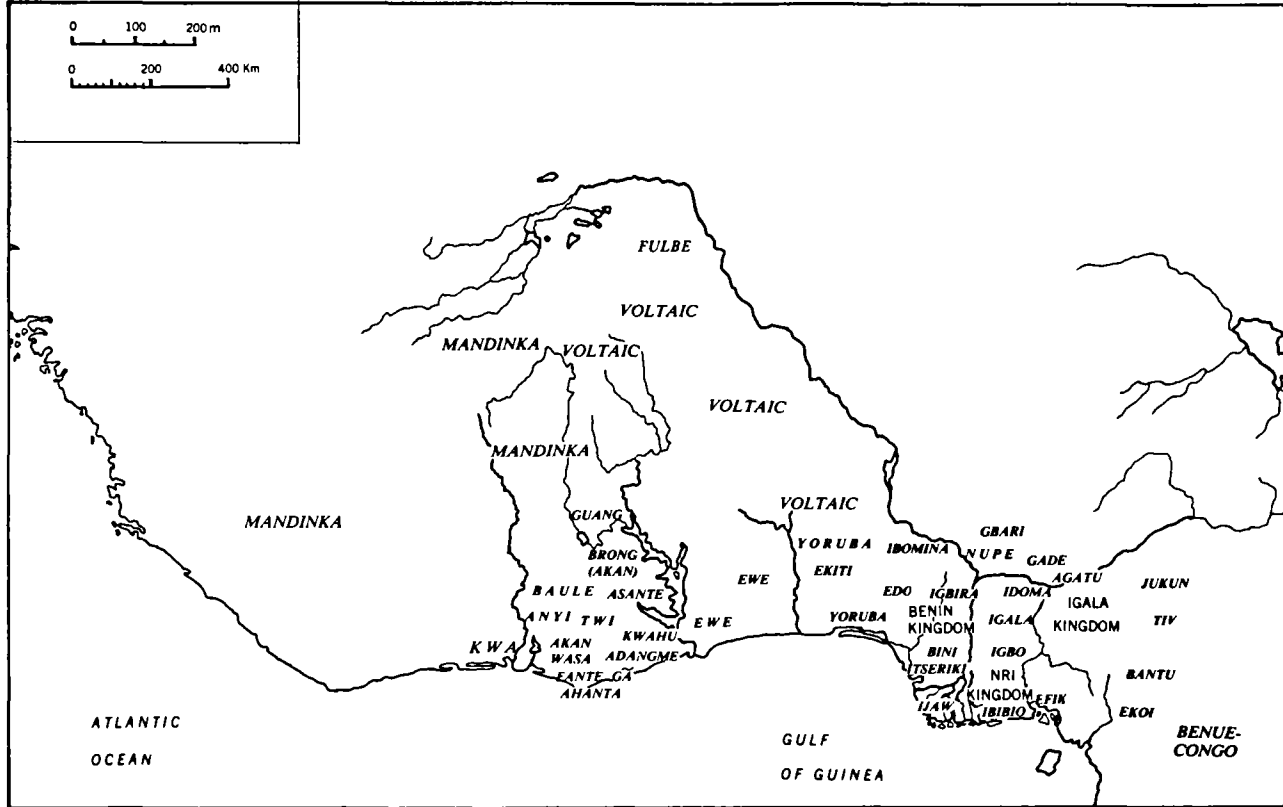 0 100 200 m
0 200 400 Km
FULBE
VOLTAIC
MANDINKA VOLTAIC
VOLTAIC
MANDINKA
VOLTAIC
MANDINKA
GUANG
GBARI
YORUBA IBOMINA NUPE
BRONG
(AKAN)
GADE
EWE EKITI
AGATU
JUKUN
BAULE ASANTE
EDO IGBIRA IDOMA
IGALA
KINGDOM
BENIN
KINGDOM
ANYI TWI
EWE
YORUBA
IGALA
TIV
KWAHU
KWA
AKAN
WASA
ADANGME
BINI
IGBO
TSERIKI
FANTE GÃ
AHANTA
NRI
KINGDOM
BANTU
IJAW
IBIBIO
EFIK
EKOI
ATLANTIC
OCEAN
GULF
OF GUINEA
BENUE-
CONGO